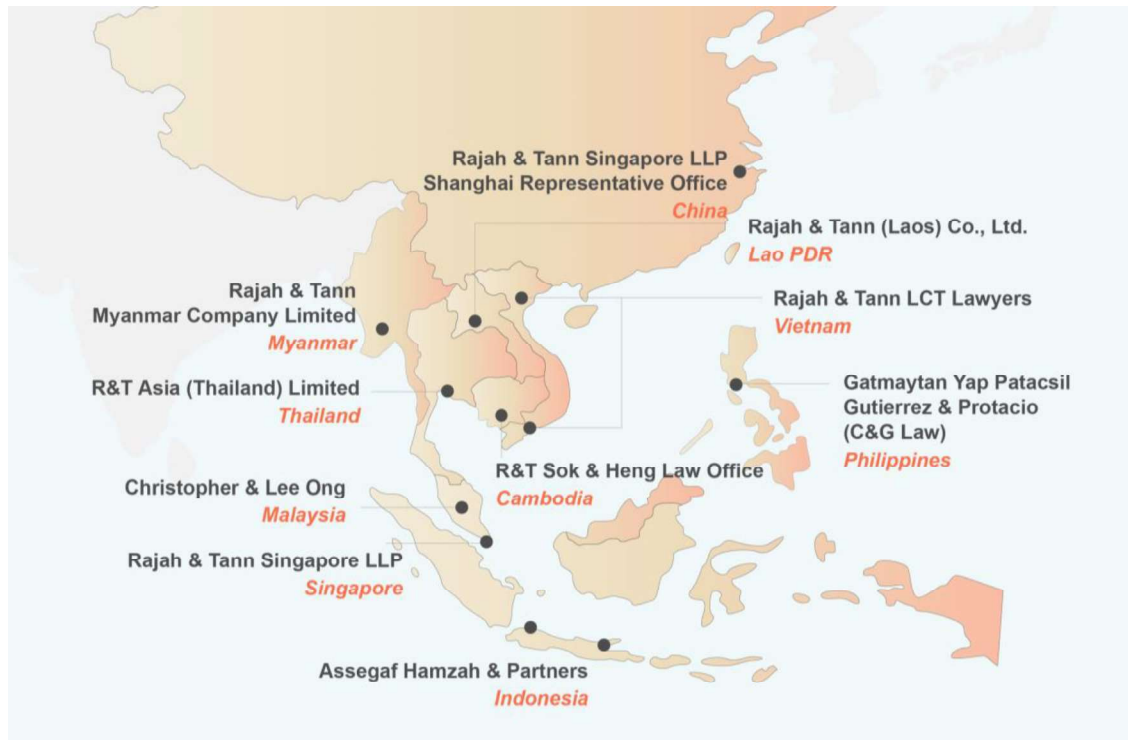 Rajah & Tann Singapore LLP
Shanghai Representative Office
China
Rajah & Tann (Laos) Co., Ltd.
Lao PDR
Rajah & Tann
Myanmar Company Limited
Myanmar
Rajah & Tann LCT Lawyers
Vietnam
R&T Asia (Thailand) Limited
Thailand
Gatmaytan Yap Patacsil
Gutierrez & Protacio
(C&G Law)
Philippines
R&T Sok & Heng Law Office
Cambodia
Christopher & Lee Ong
Malaysia
Rajah & Tann Singapore LLP
Singapore
Assegaf Hamzah & Partners
Indonesia